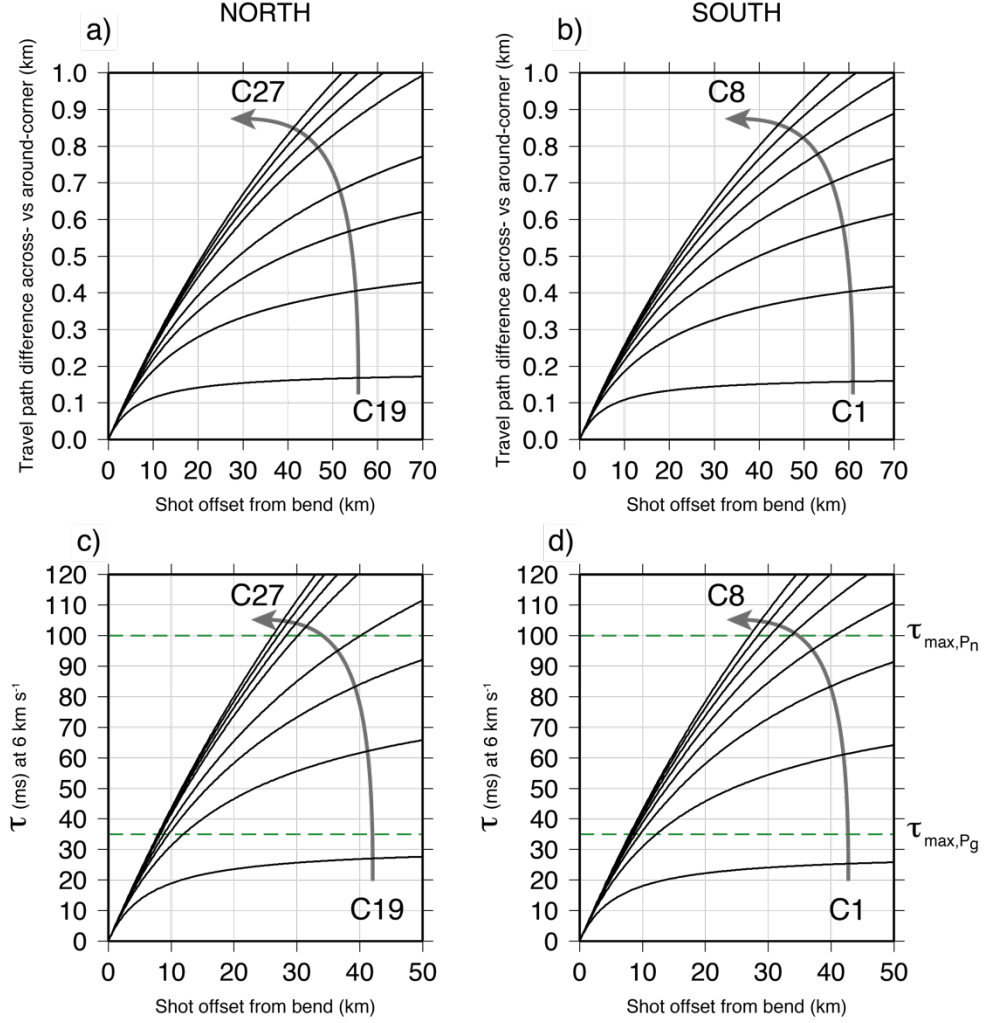 NORTH
SOUTH
a)
b)
Travel path difference across- vs around-corner (km)
1.0
0.9
0.8
0.7
0.6
0.5
0.4
0.3
0.2
0.1
0.0
C27
C19
0 10 20 30 40 50 60 70
Shot offset from bend (km)
Travel path difference across- vs around-corner (km)
1.0
0.9
0.8
0.7
0.6
0.5
0.4
0.3
0.2
0.1
0.0
C8
C1
0 10 20 30 40 50 60 70
Shot offset from bend (km)
c)
d)
τ (ms) at 6 km s⁻¹
120
110
100
90
80
70
60
50
40
30
20
10
0
C27
C19
0 10 20 30 40 50
Shot offset from bend (km)
τ (ms) at 6 km s⁻¹
120
110
100
90
80
70
60
50
40
30
20
10
0
C8
C1
τmax,Pn
τmax,Pg
0 10 20 30 40 50
Shot offset from bend (km)